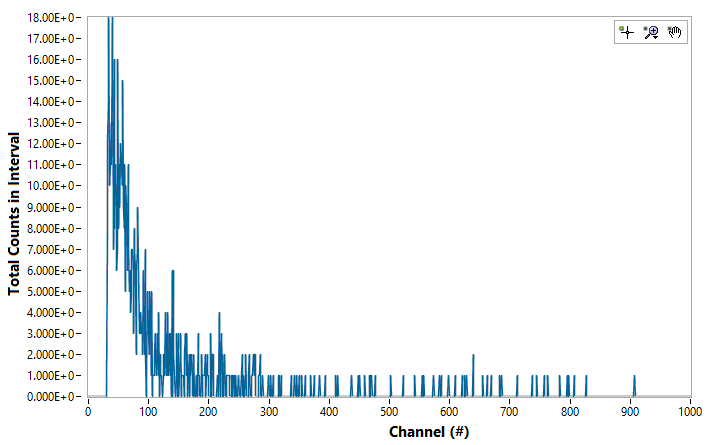 18.00E+0
17.00E+0
16.00E+0
15.00E+0
14.00E+0
13.00E+0
12.00E+0
11.00E+0
10.00E+0
9.000E+0
8.000E+0
7.000E+0
6.000E+0
5.000E+0
4.000E+0
3.000E+0
2.000E+0
1.000E+0
0.000E+0
Total Counts in Interval
0 100 200 300 400 500 600 700 800 900 1000
Channel (#)